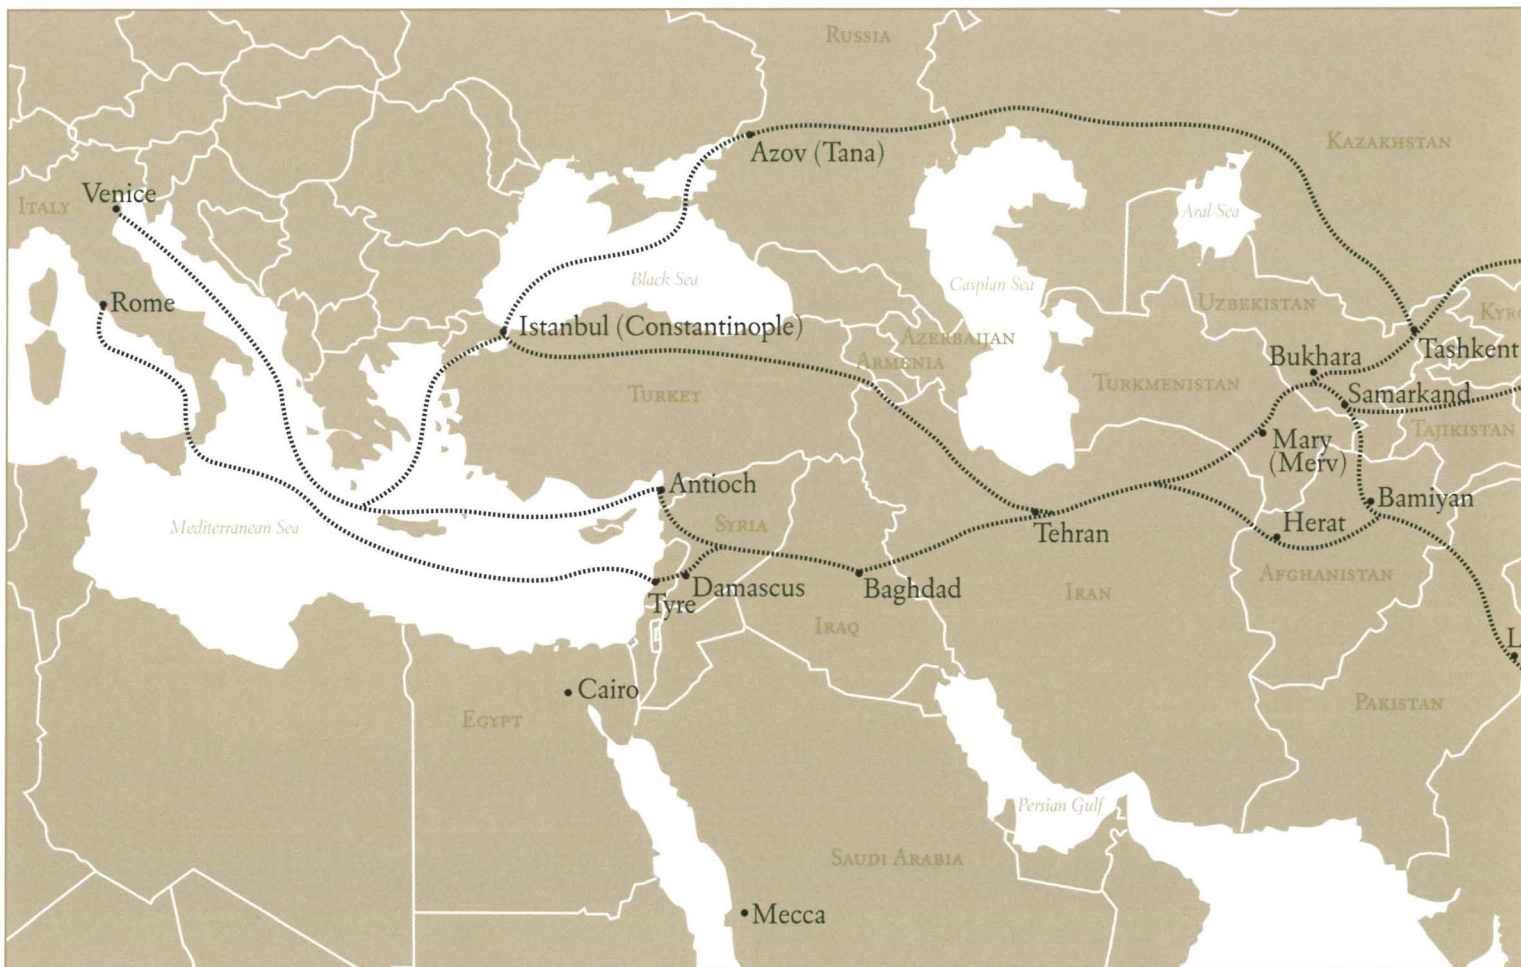 RUSSIA
Azov (Tana)
KAZAKHSTAN
Venice
ITALY
Aral Sea
Black Sea
Caspian Sea
Rome
UZBEKISTAN
KYRG
Istanbul (Constantinople)
AZERBAIJAN
ARMENIA
Tashkent
Bukhara
TURKMENISTAN
TURKEY
Samarkand
TAJIKISTAN
Mary
(Merv)
Antioch
Bamiyan
Mediterranean Sea
SYRIA
Herat
Tehran
AFGHANISTAN
Damascus
Baghdad
IRAN
Tyre
IRAQ
L
Cairo
EGYPT
PAKISTAN
Persian Gulf
SAUDI ARABIA
Mecca